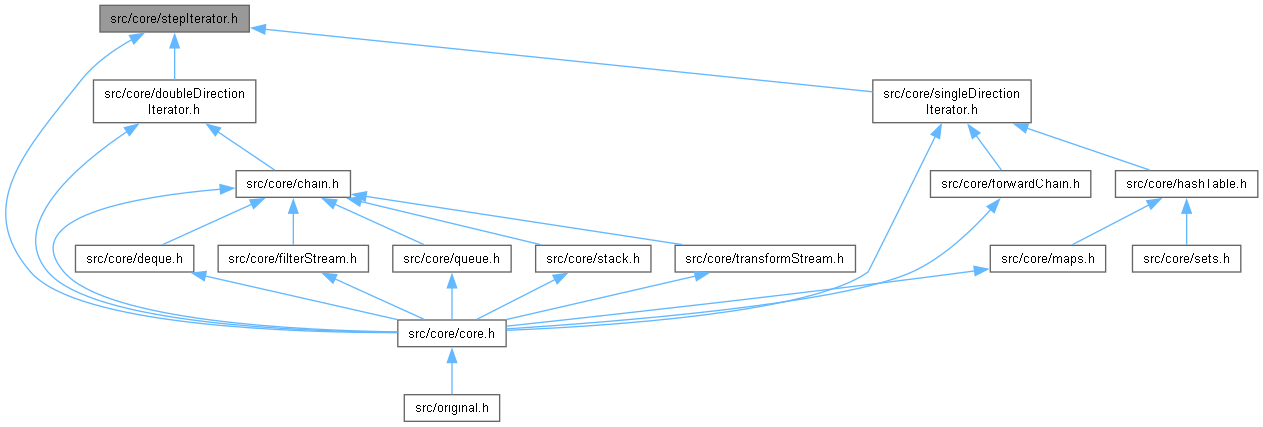 src/core/stepIterator.h
src/core/doubleDirection
Iterator.h
src/core/singleDirection
Iterator.h
src/core/chain.h
src/core/forwardChain.h
src/core/hashTable.h
src/core/deque.h
src/core/filterStream.h
src/core/queue.h
src/core/stack.h
src/core/transformStream.h
src/core/maps.h
src/core/sets.h
src/core/core.h
src/original.h